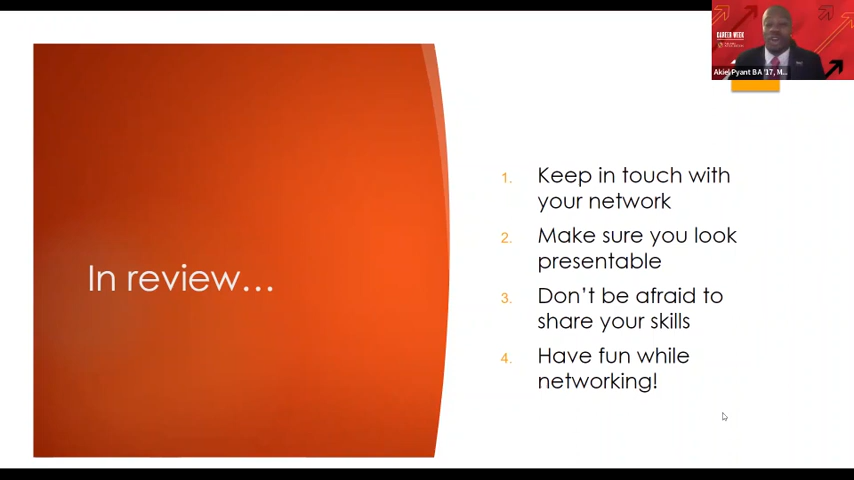 CAREER WEEK
Akiel Pyant BA '17, M...
In review…
1. Keep in touch with
your network
2. Make sure you look
presentable
3. Don't be afraid to
share your skills
4. Have fun while
networking!